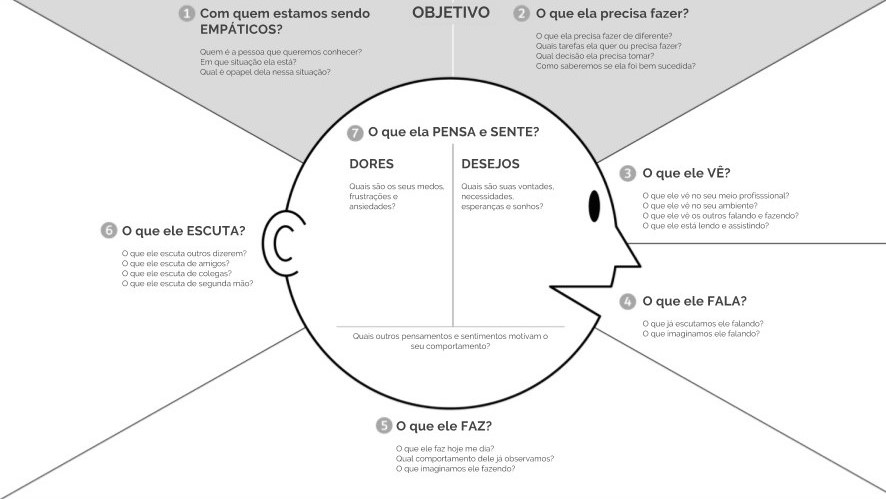 OBJETIVO
1 Com quem estamos sendo
EMPÁTICOS?
Quem é a pessoa que queremos conhecer?
Em que situação ela está?
Qual é opapel dela nessa situação?
2 O que ela precisa fazer?
O que ela precisa fazer de diferente?
Quais tarefas ela quer ou precisa fazer?
Qual decisão ela precisa tomar?
Como saberemos se ela foi bem sucedida?
3 O que ele VÊ?
O que ele vê no seu meio profisssional?
O que ele vê no seu ambiente?
O que ele vê os outros falando e fazendo?
O que ele está lendo e assistindo?
4 O que ele FALA?
O que já escutamos ele falando?
O que imaginamos ele falando?
5 O que ele FAZ?
O que ele faz hoje me dia?
Qual comportamento dele já observamos?
O que imaginamos ele fazendo?
6 O que ele ESCUTA?
O que ele escuta outros dizerem?
O que ele escuta de amigos?
O que ele escuta de colegas?
O que ele escuta de segunda mão?
7 O que ela PENSA e SENTE?
DORES
Quais são os seus medos,
frustrações e
ansiedades?
DESEJOS
Quais são suas vontades,
necessidades,
esperanças e sonhos?
Quais outros pensamentos e sentimentos motivam o
seu comportamento?